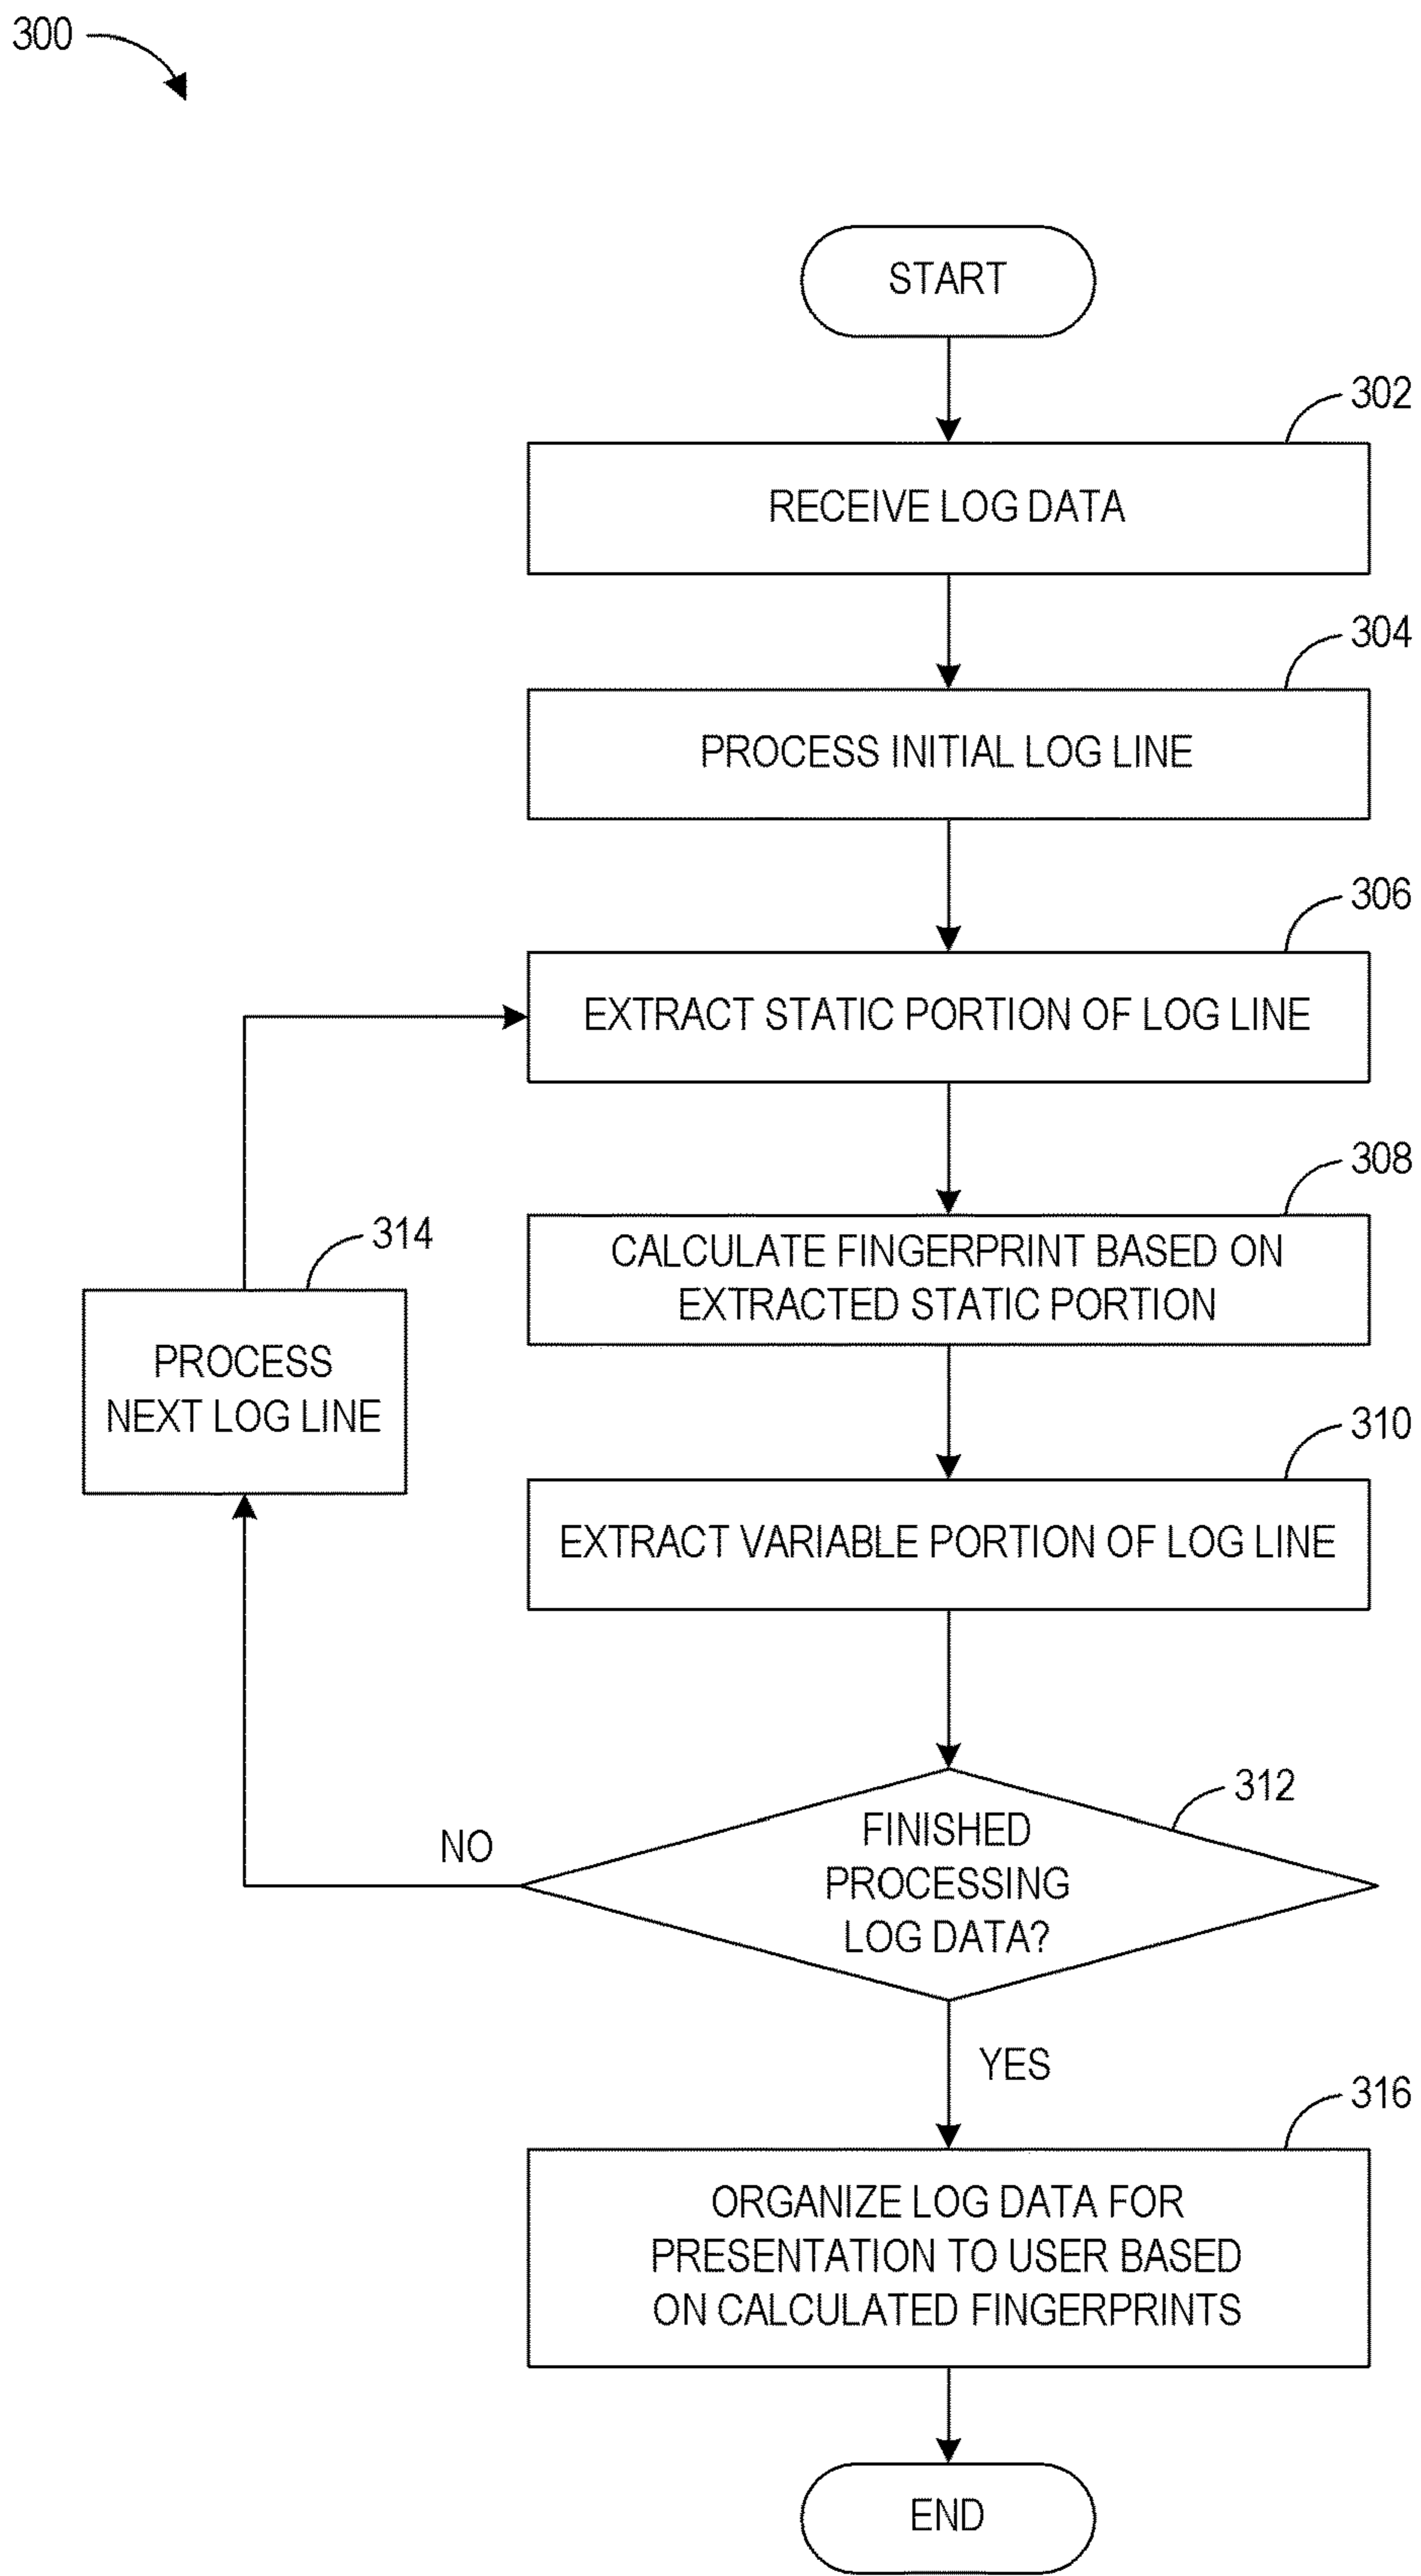 300
START
302
RECEIVE LOG DATA
304
PROCESS INITIAL LOG LINE
306
EXTRACT STATIC PORTION OF LOG LINE
308
CALCULATE FINGERPRINT BASED ON
EXTRACTED STATIC PORTION
314
PROCESS
NEXT LOG LINE
310
EXTRACT VARIABLE PORTION OF LOG LINE
312
FINISHED
PROCESSING
LOG DATA?
NO
YES
316
ORGANIZE LOG DATA FOR
PRESENTATION TO USER BASED
ON CALCULATED FINGERPRINTS
END